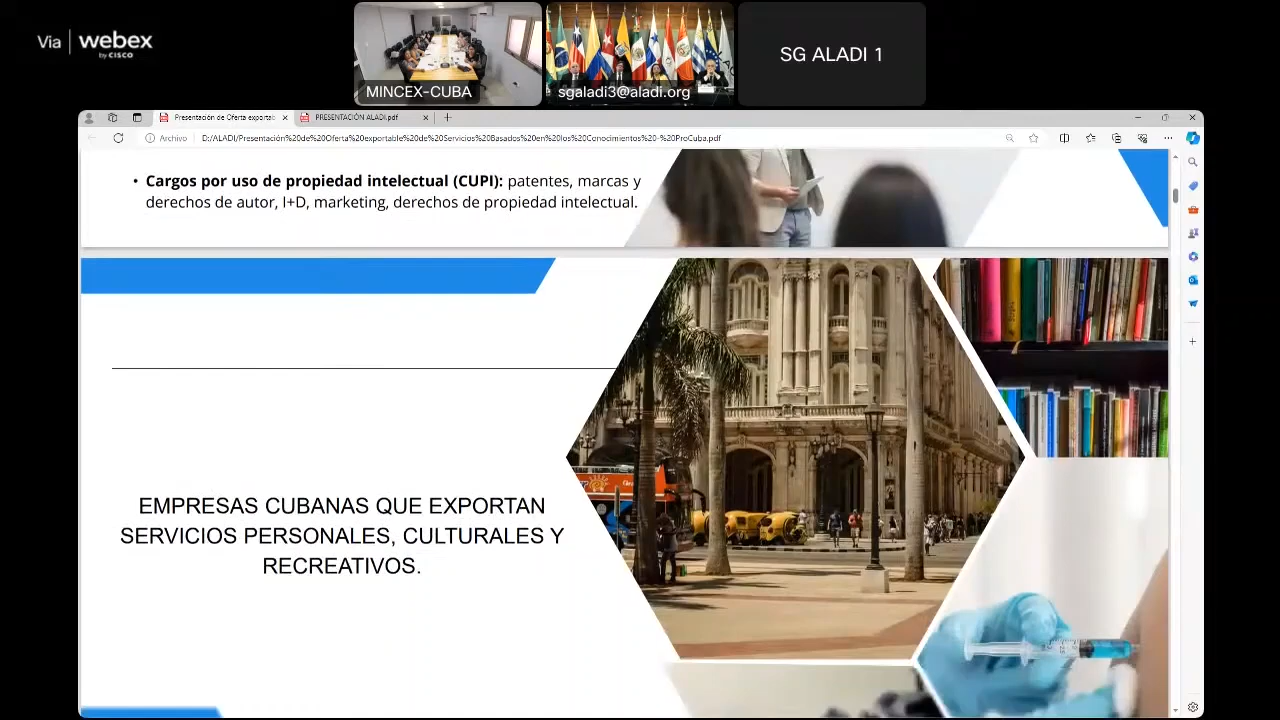 Via | webex
by CISCO
MINCEX-CUBA
sgaladi3@aladi.org
SG ALADI 1
Presentación de Oferta exportab
PRESENTACIÓN ALADI.pdf
Archivo
D:/ALADI/Presentación%20de%20Oferta%20exportable%20de%20Servicios%20Basados%20en%20los%20Conocimientos%20-%20ProCuba.pdf
• Cargos por uso de propiedad intelectual (CUPI): patentes, marcas y
derechos de autor, I+D, marketing, derechos de propiedad intelectual.
EMPRESAS CUBANAS QUE EXPORTAN
SERVICIOS PERSONALES, CULTURALES Y
RECREATIVOS.